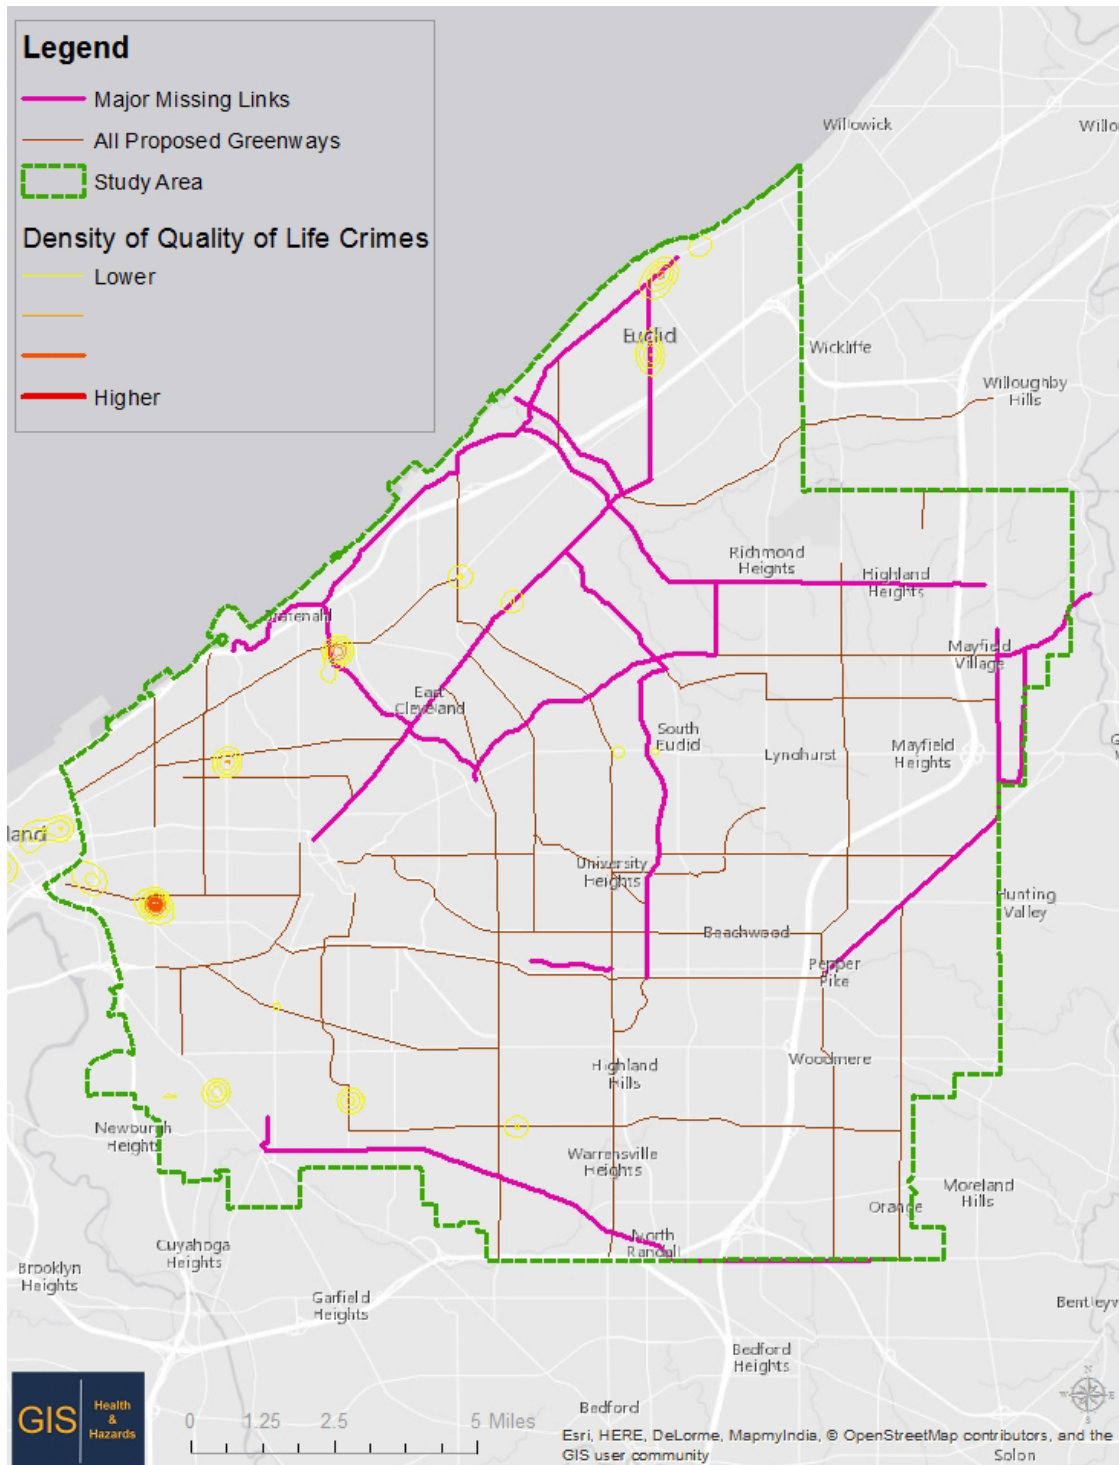 Legend
Major Missing Links
All Proposed Greenways
Study Area
Density of Quality of Life Crimes
Lower
Higher
Willowick
Euclid
Wickliffe
Willoughby
Hills
Richmond
Heights
Highland
Heights
Bratenahl
Mayfield
Village
East
Cleveland
South
Euclid
Lyndhurst
Mayfield
Heights
land
University
Heights
Hunting
Valley
Beachwood
Pepper
Pike
Highland
Hills
Woodmere
Newburgh
Heights
Warrensville
Heights
Moreland
Hills
Orange
North
Randall
Cuyahoga
Heights
Brooklyn
Heights
Garfield
Heights
Bentleyv
Bedford
Heights
Bedford
Solon
GIS
Health
&
Hazards
0 1.25 2.5 5 Miles
Esri, HERE, DeLorme, MapmyIndia, © OpenStreetMap contributors, and the
GIS user community